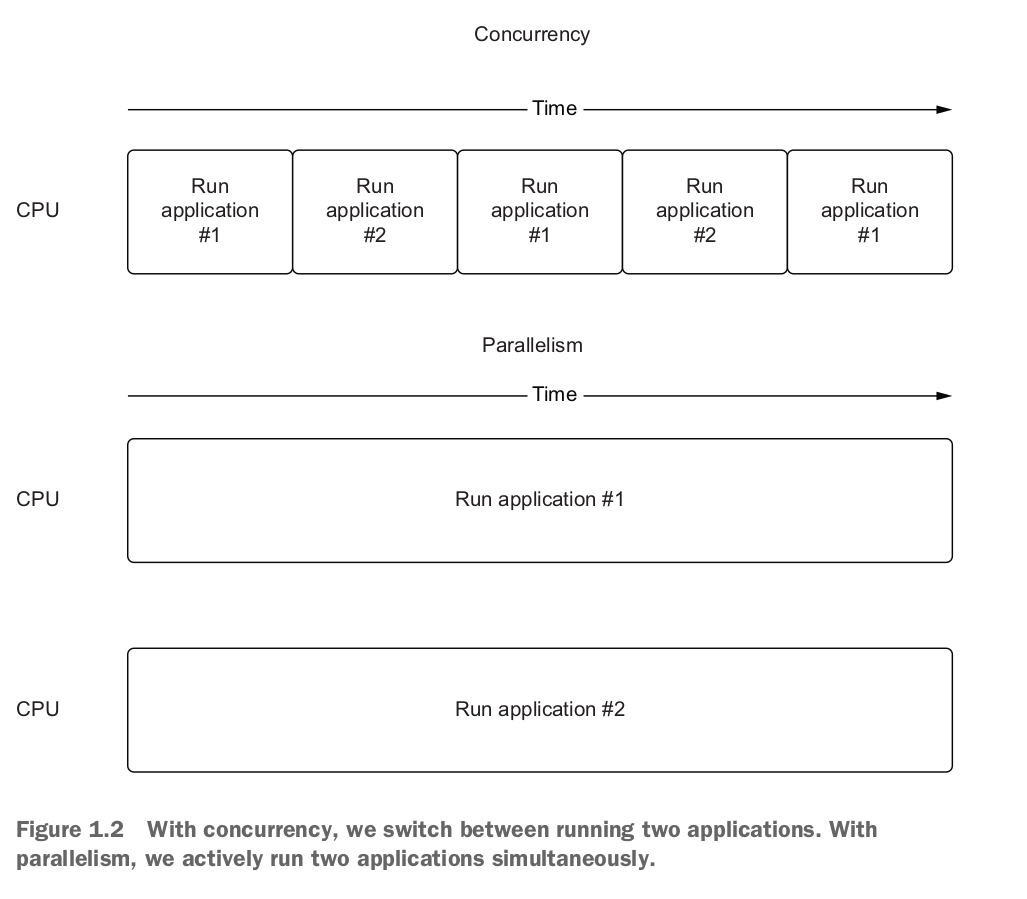 Concurrency
Time
CPU
Run
application
#1
Run
application
#2
Run
application
#1
Run
application
#2
Run
application
#1
Parallelism
Time
CPU
Run application #1
CPU
Run application #2
Figure 1.2 With concurrency, we switch between running two applications. With
parallelism, we actively run two applications simultaneously.